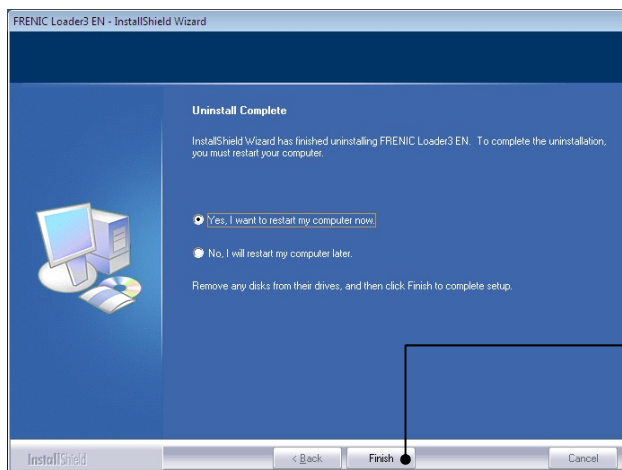 FRENIC Loader3 EN - InstallShield Wizard
Uninstall Complete
InstallShield Wizard has finished uninstalling FRENIC Loader3 EN.  To complete the uninstallation,
you must restart your computer.
Yes, I want to restart my computer now.
No, I will restart my computer later.
Remove any disks from their drives, and then click Finish to complete setup.
InstallShield
< Back
Finish
Cancel